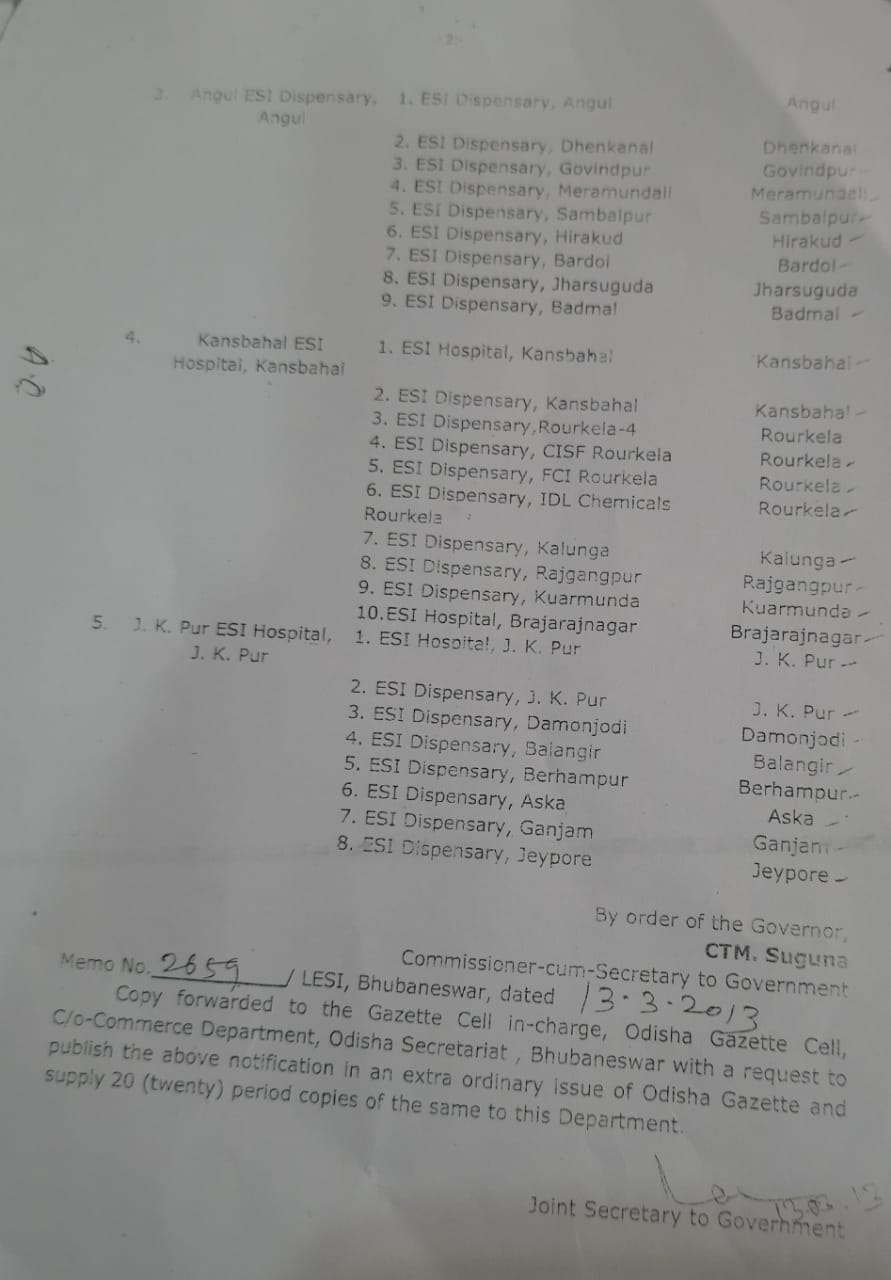 -2-
3. Angul ESI Dispensary, 1. ESI Dispensary, Angul Angul
Angul
2. ESI Dispensary, Dhenkanal Dhenkanal
3. ESI Dispensary, Govindpur Govindpur
4. ESI Dispensary, Meramundali Meramundali
5. ESI Dispensary, Sambalpur Sambalpur
6. ESI Dispensary, Hirakud Hirakud
7. ESI Dispensary, Bardol Bardol
8. ESI Dispensary, Jharsuguda Jharsuguda
9. ESI Dispensary, Badmal Badmal
4. Kansbahal ESI 1. ESI Hospital, Kansbahal Kansbahal
Hospital, Kansbahal
2. ESI Dispensary, Kansbahal Kansbahal
3. ESI Dispensary,Rourkela-4 Rourkela
4. ESI Dispensary, CISF Rourkela Rourkela
5. ESI Dispensary, FCI Rourkela Rourkela
6. ESI Dispensary, IDL Chemicals Rourkela
Rourkela
7. ESI Dispensary, Kalunga Kalunga
8. ESI Dispensary, Rajgangpur Rajgangpur
9. ESI Dispensary, Kuarmunda Kuarmunda
10.ESI Hospital, Brajarajnagar Brajarajnagar
5. J. K. Pur ESI Hospital, 1. ESI Hospital, J. K. Pur J. K. Pur
J. K. Pur
2. ESI Dispensary, J. K. Pur J. K. Pur
3. ESI Dispensary, Damonjodi Damonjodi
4. ESI Dispensary, Balangir Balangir
5. ESI Dispensary, Berhampur Berhampur
6. ESI Dispensary, Aska Aska
7. ESI Dispensary, Ganjam Ganjam
8. ESI Dispensary, Jeypore Jeypore
By order of the Governor,
CTM. Suguna
Commissioner-cum-Secretary to Government
Memo No. 2659 / LESI, Bhubaneswar, dated 13.3.2013
Copy forwarded to the Gazette Cell in-charge, Odisha Gazette Cell,
C/o-Commerce Department, Odisha Secretariat , Bhubaneswar with a request to
publish the above notification in an extra ordinary issue of Odisha Gazette and
supply 20 (twenty) period copies of the same to this Department.
Joint Secretary to Government